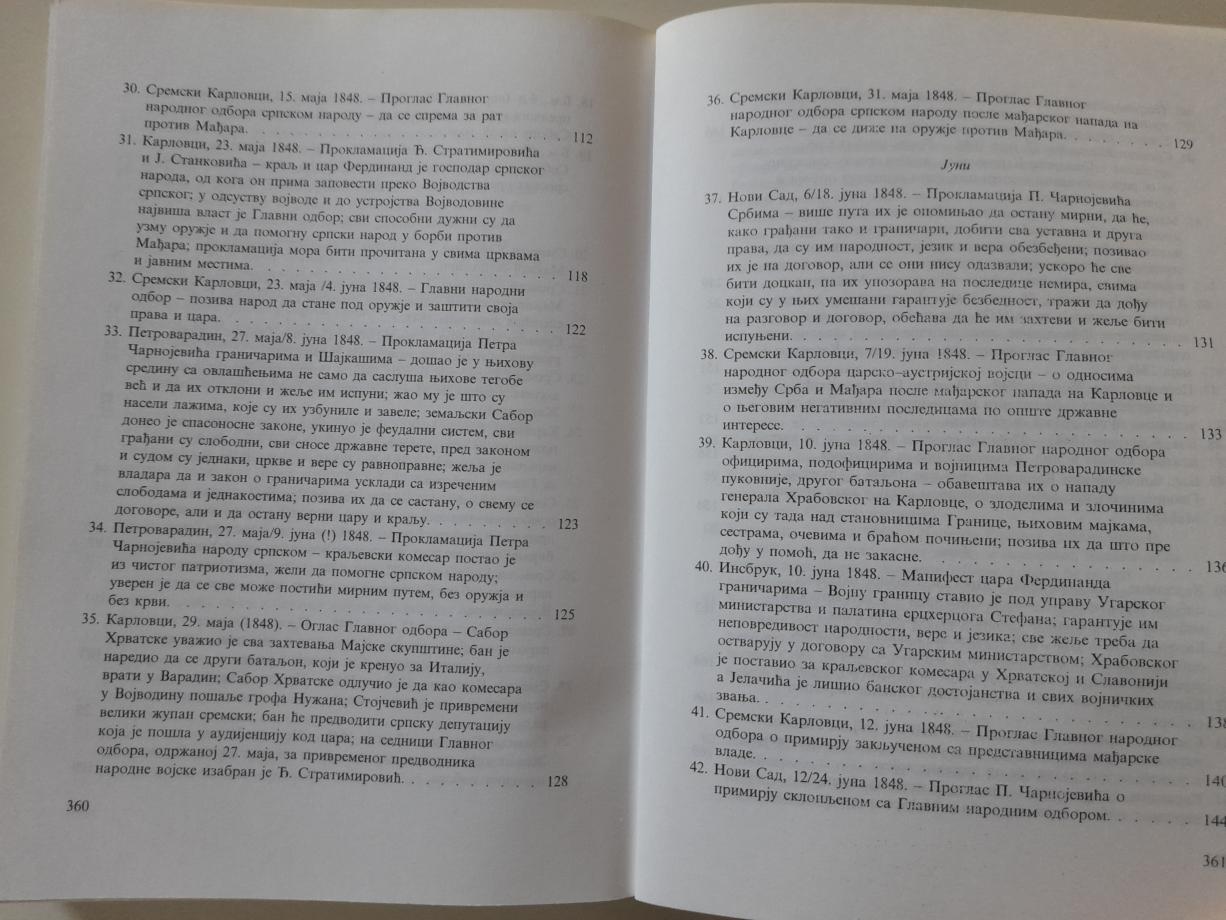 30. Сремски Карловци, 15. маја 1848. – Проглас Главног
народног одбора српском народу – да се спрема за рат
против Мађара. . . . . . . . . . . . . . . . . . . . . . 112
31. Карловци, 23. маја 1848. – Прокламација Ђ. Стратимировића
и Ј. Станковића – краљ и цар Фердинанд је господар српског
народа, од кога он прима заповести преко Војводства
српског; у одсуству војводе и до устројства Војводовине
највиша власт је Главни одбор; сви способни дужни су да
узму оружје и да помогну српски народ у борби против
Мађара; прокламација мора бити прочитана у свима црквама
и јавним местима. . . . . . . . . . . . . . . . . . . . . 118
32. Сремски Карловци, 23. маја /4. јуна 1848. – Главни народни
одбор – позива народ да стане под оружје и заштити своја
права и цара. . . . . . . . . . . . . . . . . . . . . . . 122
33. Петроварадин, 27. маја/8. јуна 1848. – Прокламација Петра
Чарнојевића граничарима и Шајкашима – дошао је у њихову
средину са овлашћењима не само да саслуша њихове тегобе
већ и да их отклони и жеље им испуни; жао му је што су
насели лажима, које су их узбуниле и завеле; земаљски Сабор
донео је спасоносне законе, укинуо је феудални систем, сви
грађани су слободни, сви сносе државне терете, пред законом
и судом су једнаки, цркве и вере су равноправне; жеља је
владара да и закон о граничарима усклади са изреченим
слободама и једнакостима; позива их да се састану, о свему се
договоре, али и да остану верни цару и краљу. . . . . . . . 123
34. Петроварадин, 27. маја/9. јуна (!) 1848. – Прокламација Петра
Чарнојевића народу српском – краљевски комесар постао је
из чистог патриотизма, жели да помогне српском народу;
уверен је да се све може постићи мирним путем, без оружја и
без крви. . . . . . . . . . . . . . . . . . . . . . . . . 125
35. Карловци, 29. маја (1848). – Оглас Главног одбора – Сабор
Хрватске уважио је сва захтевања Мајске скупштине; бан је
наредио да се други батаљон, који је кренуо за Италију,
врати у Варадин; Сабор Хрватске одлучио је да као комесара
у Војводину пошаље грофа Нужана; Стојчевић је привремени
велики жупан сремски; бан ће предводити српску депутацију
која је пошла у аудијенцију код цара; на седници Главног
одбора, одржаној 27. маја, за привременог предводника
народне војске изабран је Ђ. Стратимировић. . . . . . . . . 128
360
36. Сремски Карловци, 31. маја 1848. – Проглас Главног
народног одбора српском народу после мађарског напада на
Карловце – да се диже на оружје против Мађара. . . . . . . 129
Јуни
37. Нови Сад, 6/18. јуна 1848. – Прокламација П. Чарнојевића
Србима – више пута их је опомињао да остану мирни, да ће,
како грађани тако и граничари, добити сва уставна и друга
права, да су им народност, језик и вера обезбеђени; позивао
их је на договор, али се они нису одазвали; ускоро ће све
бити доцкан, па их упозорава на последице немира, свима
који су у њих умешани гарантује безбедност, тражи да дођу
на разговор и договор, обећава да ће им захтеви и жеље бити
испуњени. . . . . . . . . . . . . . . . . . . . . . . . . 131
38. Сремски Карловци, 7/19. јуна 1848. – Проглас Главног
народног одбора царско–аустријској војсци – о односима
између Срба и Мађара после мађарског напада на Карловце и
о његовим негативним последицама по опште државне
интересе. . . . . . . . . . . . . . . . . . . . . . . . . 133
39. Карловци, 10. јуна 1848. – Проглас Главног народног одбора
официрима, подофицирима и војницима Петроварадинске
пуковније, другог батаљона – обавештава их о нападу
генерала Храбовског на Карловце, о злоделима и злочинима
који су тада над становницима Границе, њиховим мајкама,
сестрама, очевима и браћом почињени; позива их да што пре
дођу у помоћ, да не закасне. . . . . . . . . . . . . . . . 136
40. Инсбрук, 10. јуна 1848. – Манифест цара Фердинанда
граничарима – Војну границу ставио је под управу Угарског
министарства и палатина ерцхерцога Стефана; гарантује им
неповредивост народности, вере и језика; све жеље треба да
остварују у договору са Угарским министарством; Храбовског
је поставио за краљевског комесара у Хрватској и Славонији
а Јелачића је лишио банског достојанства и свих војничких
звања. . . . . . . . . . . . . . . . . . . . . . . . . . . 138
41. Сремски Карловци, 12. јуна 1848. – Проглас Главног народног
одбора о примирју закљученом са представницима мађарске
владе. . . . . . . . . . . . . . . . . . . . . . . . . . . 140
42. Нови Сад, 12/24. јуна 1848. – Проглас П. Чарнојевића о
примирју склопљеном са Главним народним одбором. . . . . . 144
361